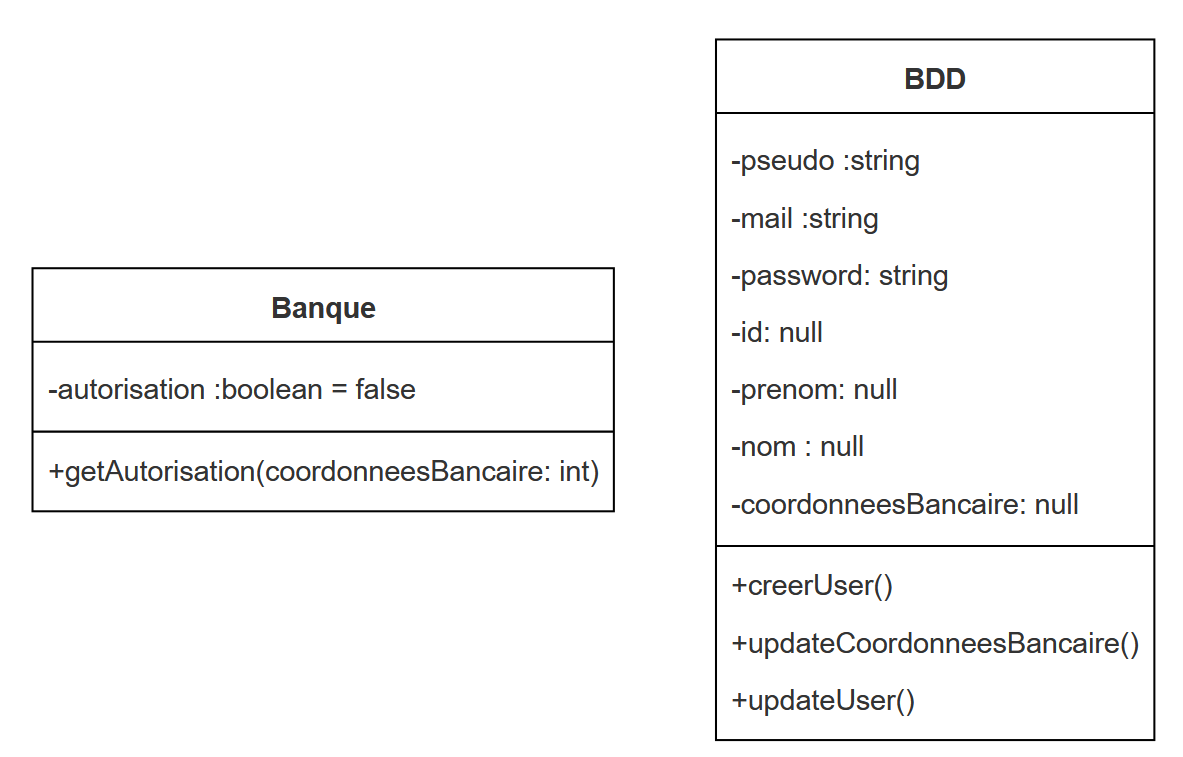 Banque
-autorisation :boolean = false
+getAutorisation(coordonneesBancaire: int)
BDD
-pseudo :string
-mail :string
-password: string
-id: null
-prenom: null
-nom : null
-coordonneesBancaire: null
+creerUser()
+updateCoordonneesBancaire()
+updateUser()